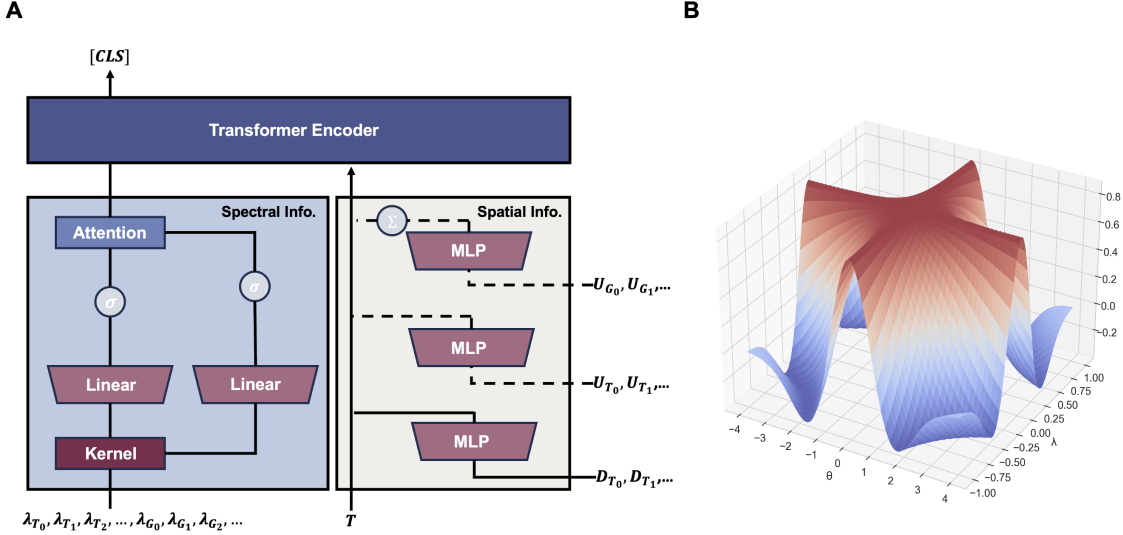 A
[CLS]
Transformer Encoder
Spectral Info.
Attention
σ
σ
Linear
Linear
Kernel
λ_{T_0}, λ_{T_1}, λ_{T_2}, ..., λ_{G_0}, λ_{G_1}, λ_{G_2}, ...
Spatial Info.
Σ
MLP
U_{G_0}, U_{G_1},...
MLP
U_{T_0}, U_{T_1},...
MLP
D_{T_0}, D_{T_1},...
T
B
0.8
0.6
0.4
0.2
0.0
−0.2
−4
−3
−2
−1
0
1
2
3
4
θ
1.00
0.75
0.50
0.25
0.00
−0.25
−0.50
−0.75
−1.00
λ